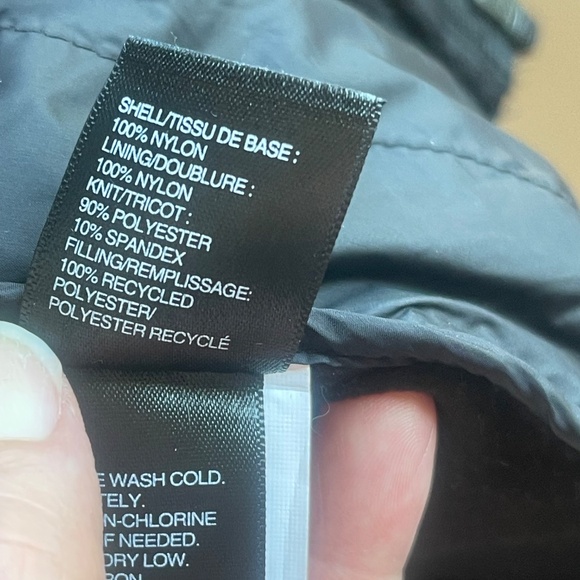 SHELL/TISSU DE BASE :
100% NYLON
LINING/DOUBLURE :
100% NYLON
KNIT/TRICOT :
90% POLYESTER
10% SPANDEX
FILLING/REMPLISSAGE:
100% RECYCLED
POLYESTER/
POLYESTER RECYCLÉ
E WASH COLD.
TELY.
N-CHLORINE
F NEEDED.
DRY LOW.
RON